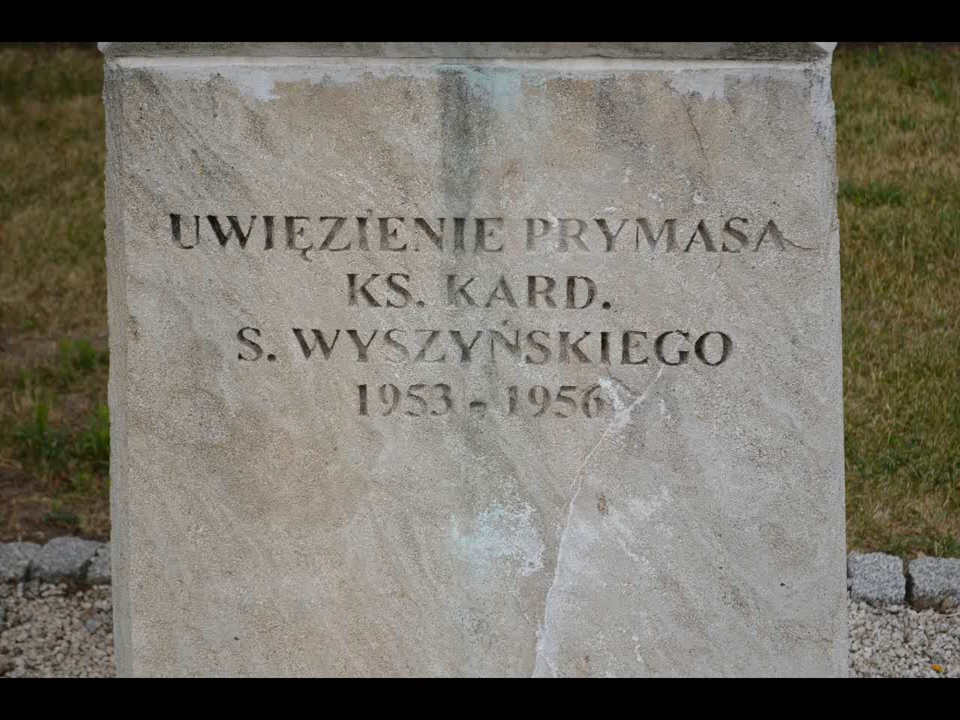 UWIĘZIENIE PRYMASA
KS. KARD.
S. WYSZYŃSKIEGO
1953 - 1956